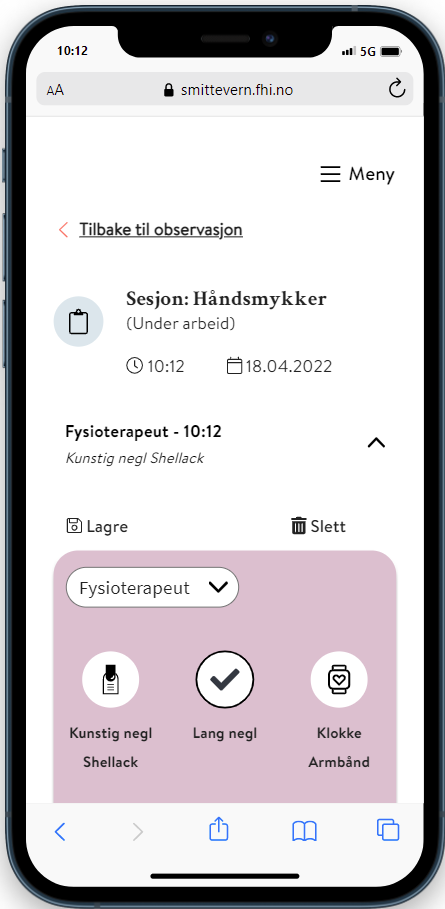 10:12
5G
AA
smittevern.fhi.no
Meny
Tilbake til observasjon
Sesjon: Håndsmykker
(Under arbeid)
10:12 18.04.2022
Fysioterapeut - 10:12
Kunstig negl Shellack
Lagre Slett
Fysioterapeut
Kunstig negl Lang negl Klokke
Shellack Armbånd